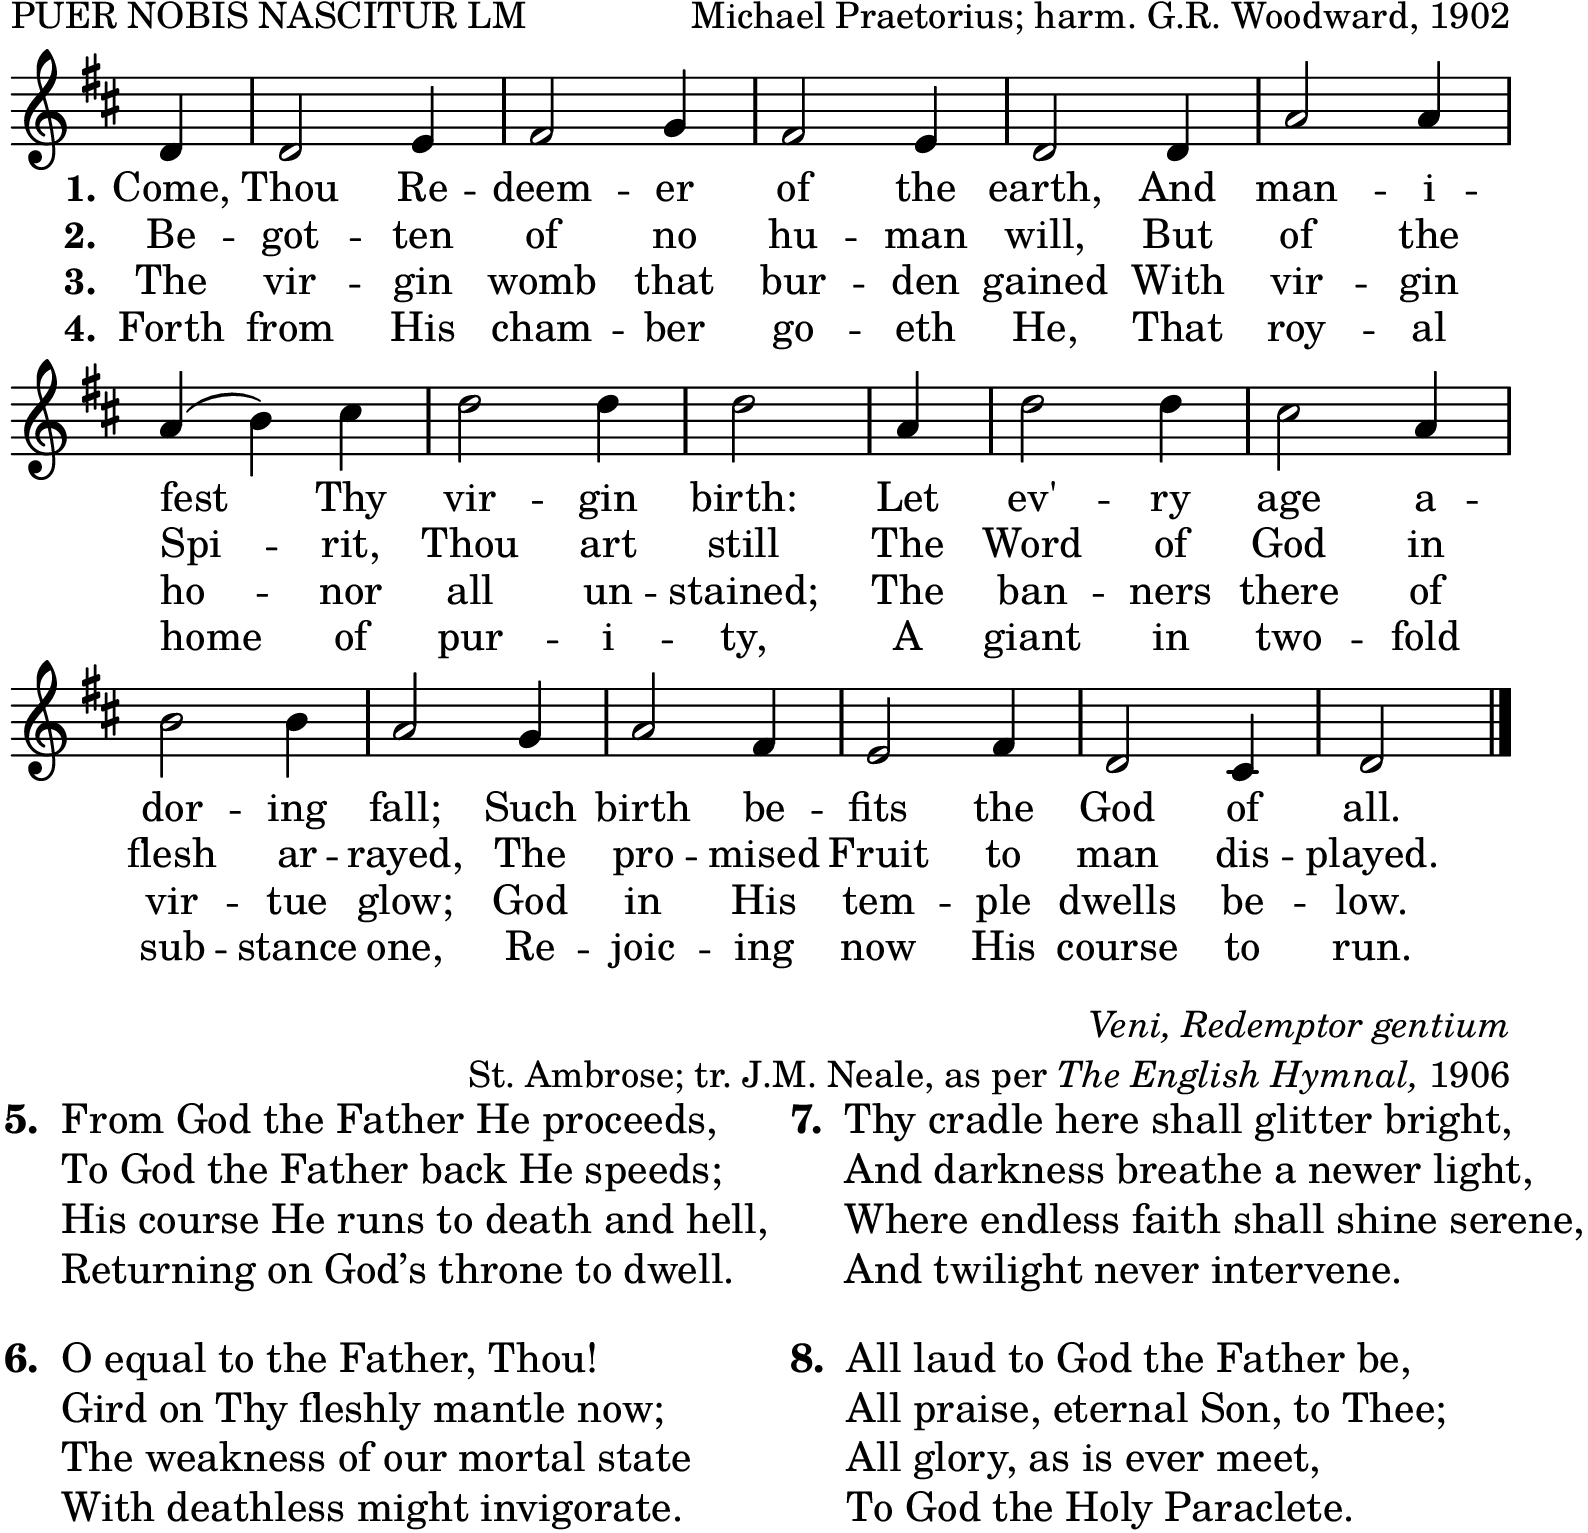 PUER NOBIS NASCITUR LM Michael Praetorius; harm. G.R. Woodward, 1902
1. Come, Thou Re - deem - er of the earth, And man - i -
2. Be - got - ten of no hu - man will, But of the
3. The vir - gin womb that bur - den gained With vir - gin
4. Forth from His cham - ber go - eth He, That roy - al
fest Thy vir - gin birth: Let ev' - ry age a -
Spi - rit, Thou art still The Word of God in
ho - nor all un - stained; The ban - ners there of
home of pur - i - ty, A giant in two - fold
dor - ing fall; Such birth be - fits the God of all.
flesh ar - rayed, The pro - mised Fruit to man dis - played.
vir - tue glow; God in His tem - ple dwells be - low.
sub - stance one, Re - joic - ing now His course to run.
Veni, Redemptor gentium
St. Ambrose; tr. J.M. Neale, as per The English Hymnal, 1906
5. From God the Father He proceeds,
To God the Father back He speeds;
His course He runs to death and hell,
Returning on God’s throne to dwell.
6. O equal to the Father, Thou!
Gird on Thy fleshly mantle now;
The weakness of our mortal state
With deathless might invigorate.
7. Thy cradle here shall glitter bright,
And darkness breathe a newer light,
Where endless faith shall shine serene,
And twilight never intervene.
8. All laud to God the Father be,
All praise, eternal Son, to Thee;
All glory, as is ever meet,
To God the Holy Paraclete.